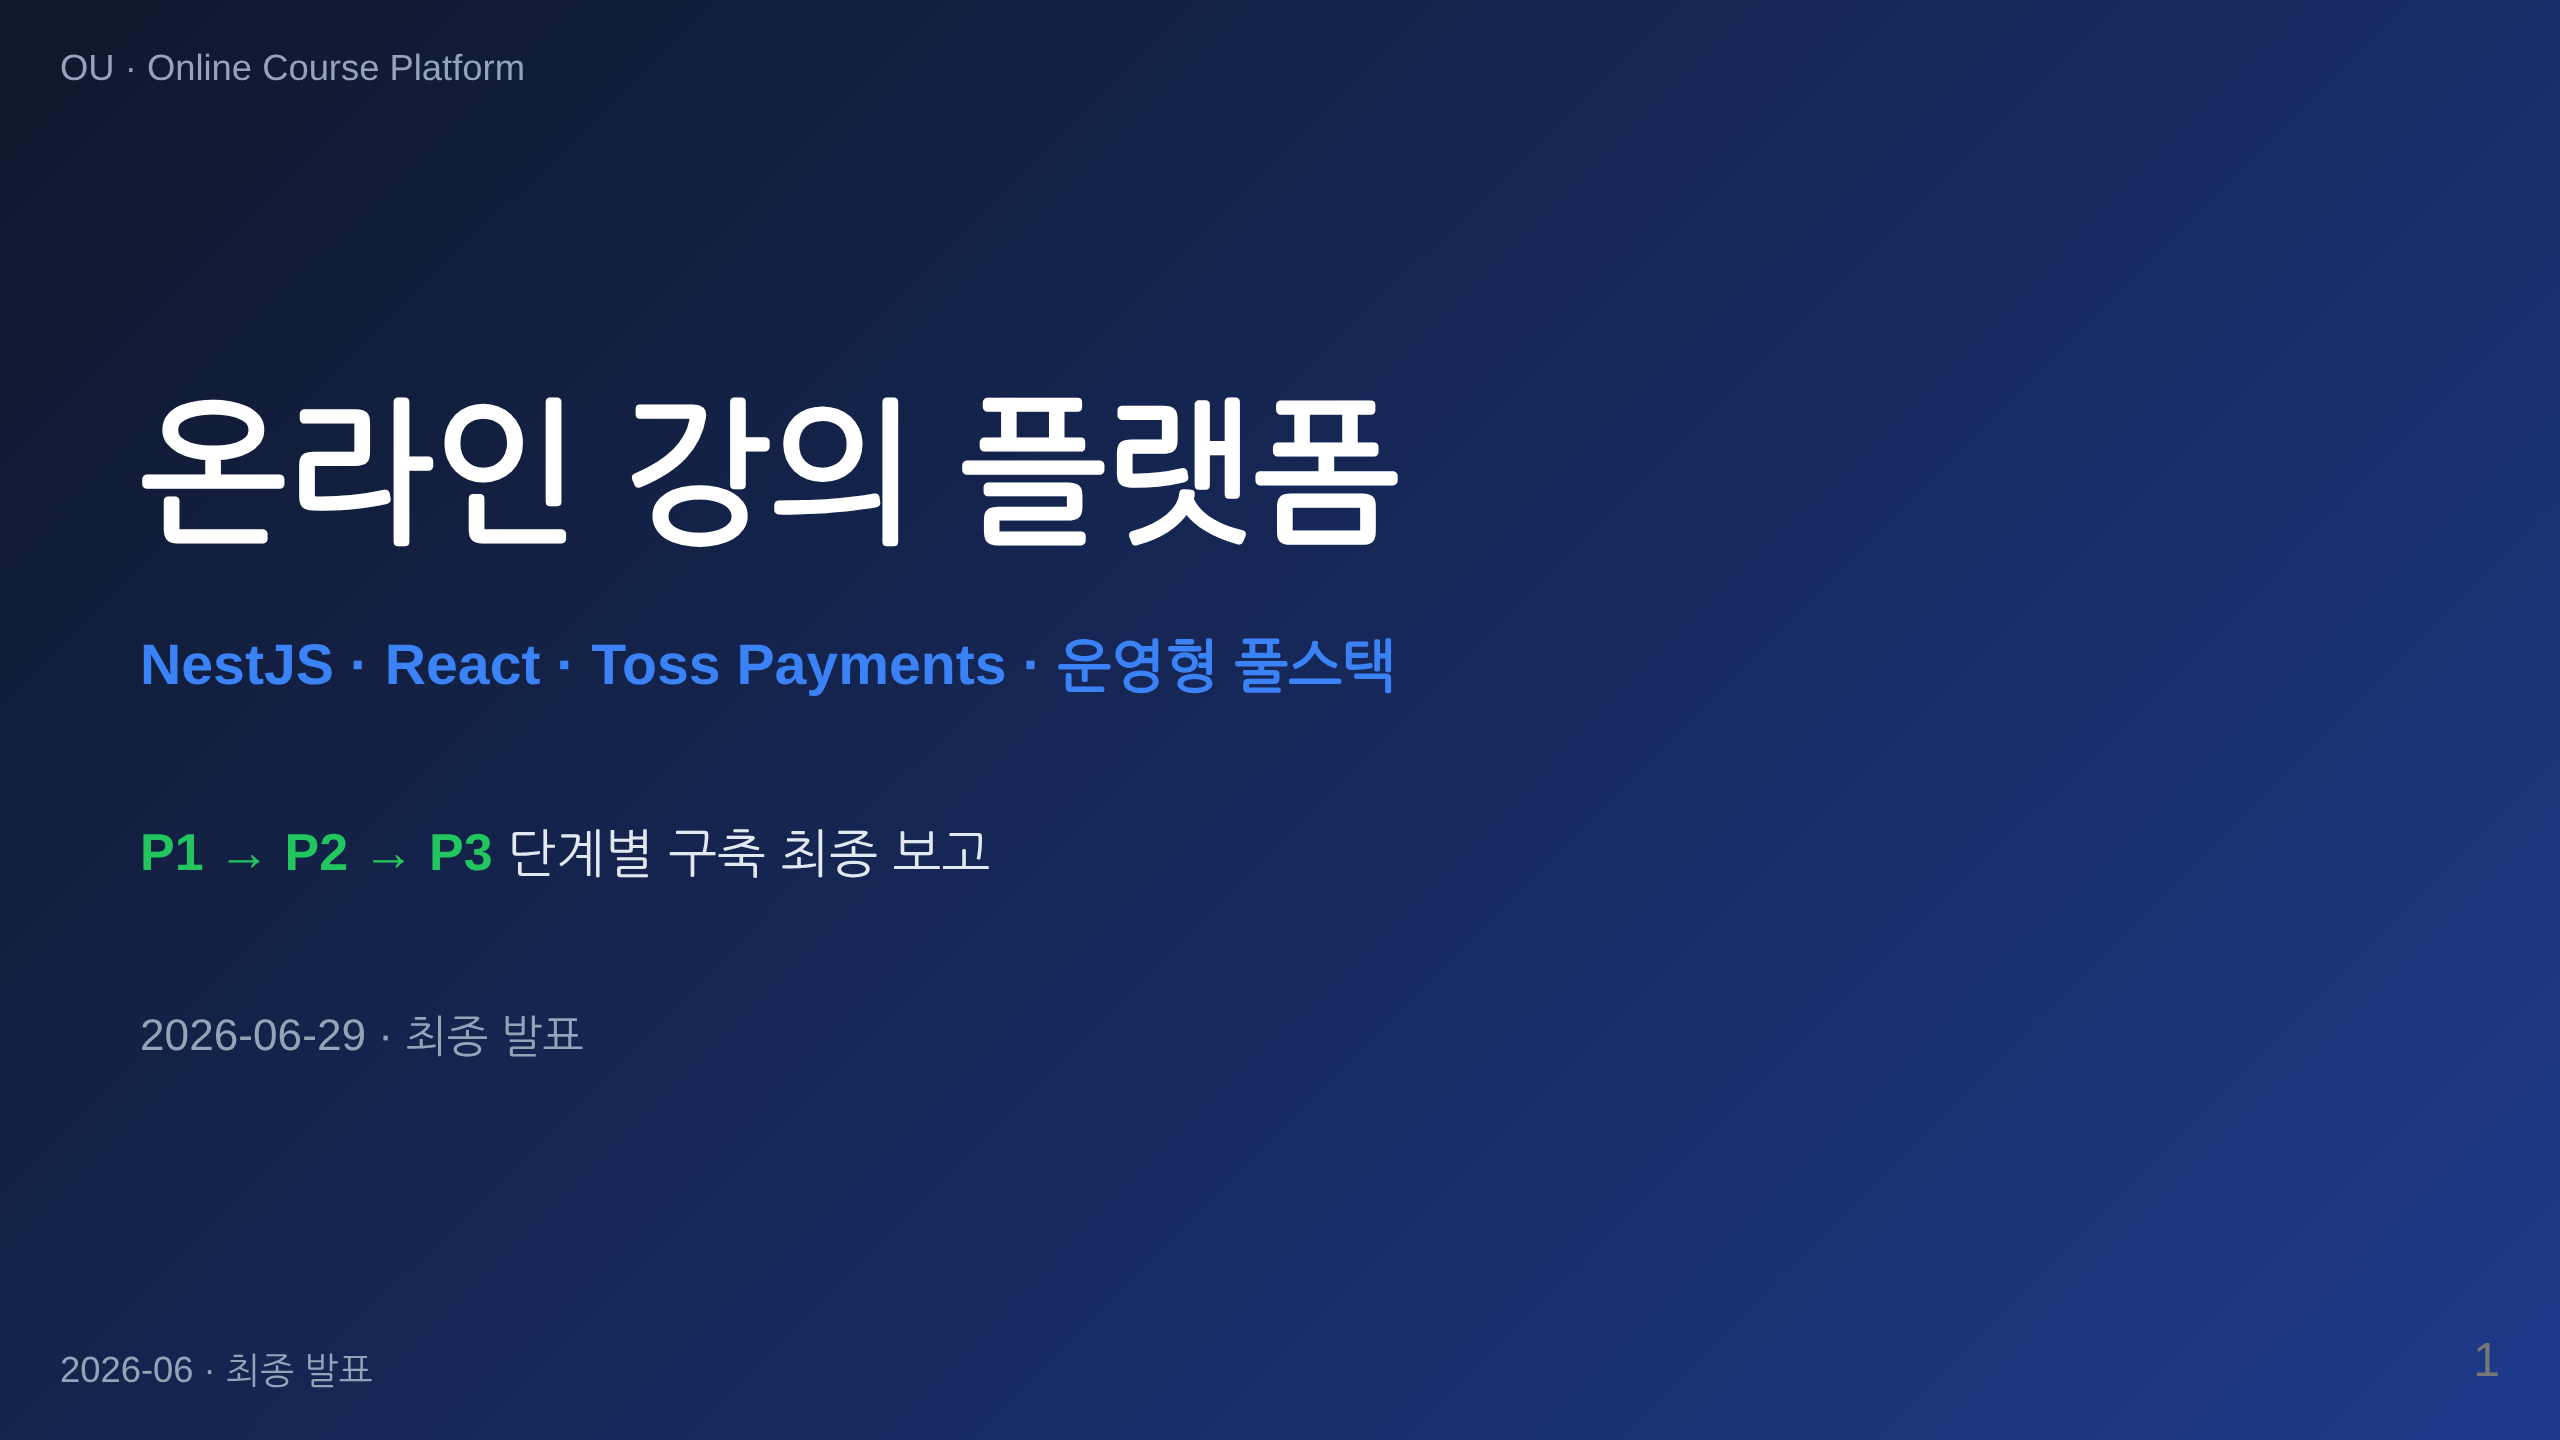 OU · Online Course Platform
온라인 강의 플랫폼
NestJS · React · Toss Payments · 운영형 풀스택
P1 → P2 → P3 단계별 구축 최종 보고
2026-06-29 · 최종 발표
2026-06 · 최종 발표
1